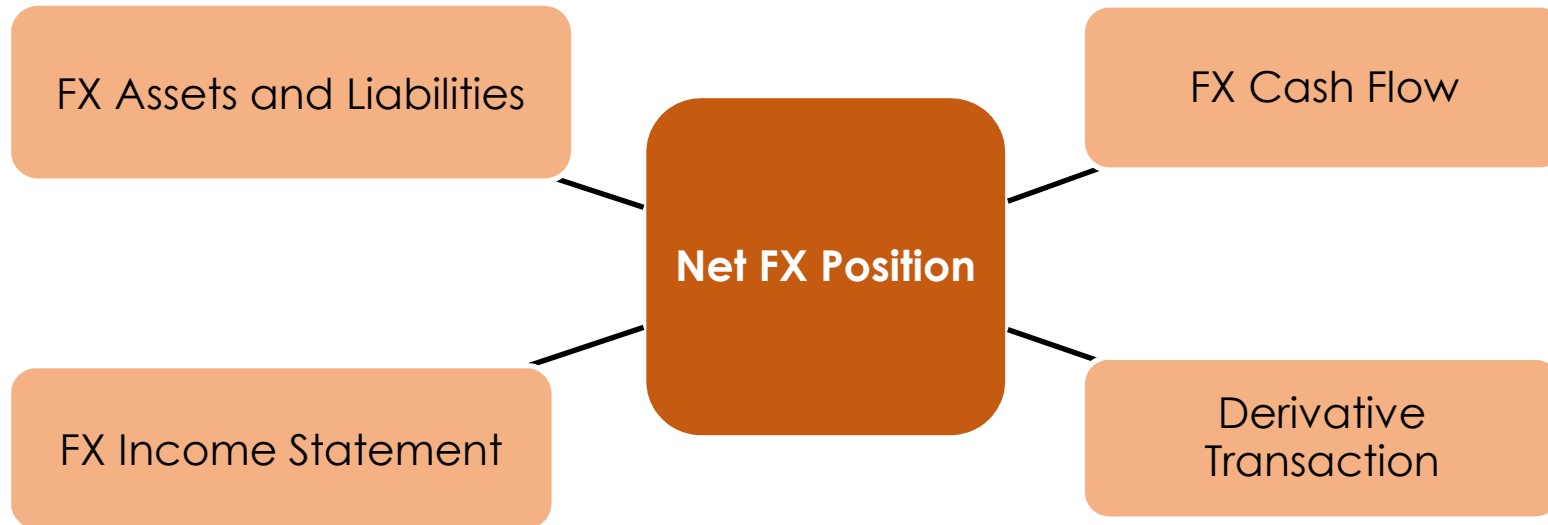 FX Assets and Liabilities
FX Cash Flow
Net FX Position
FX Income Statement
Derivative
Transaction